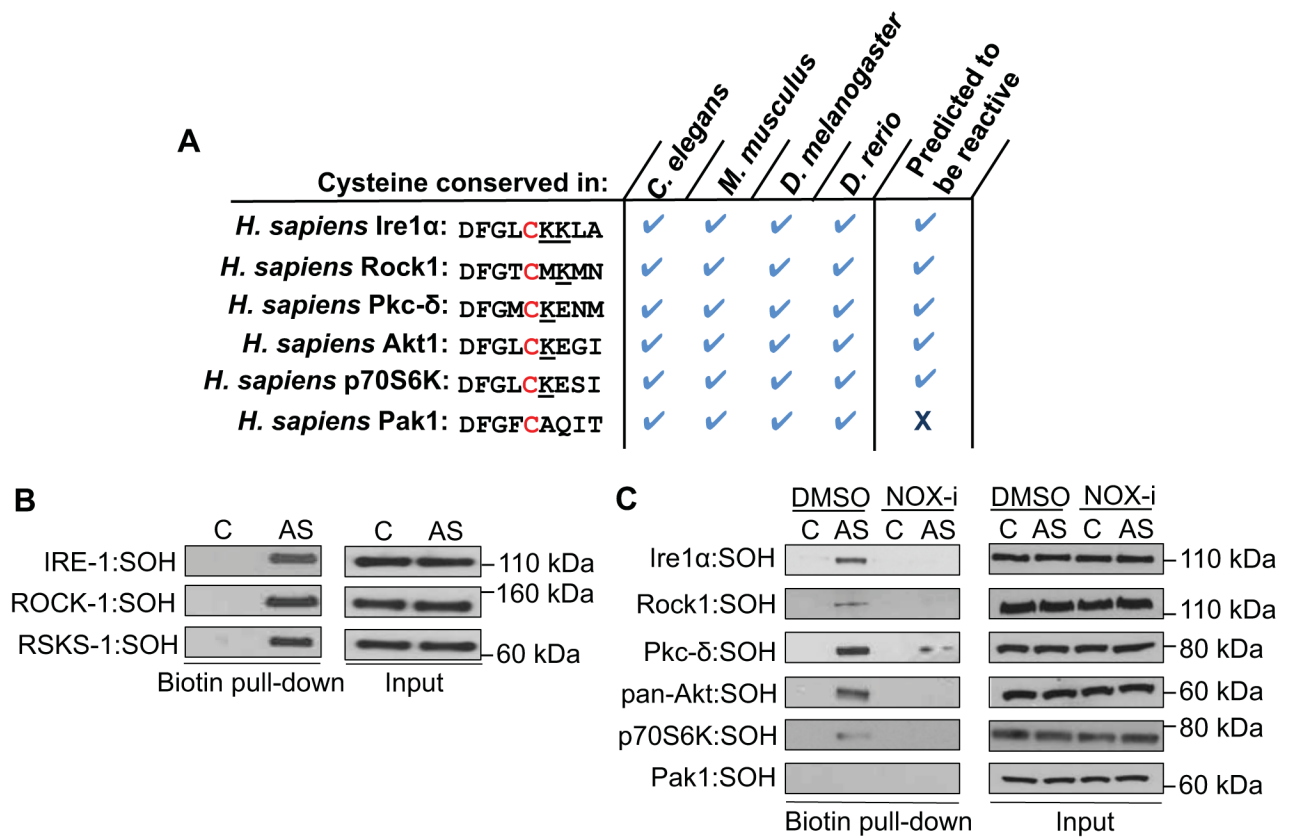 A
Cysteine conserved in: C. elegans M. musculus D. melanogaster D. rerio Predicted to be reactive
H. sapiens Ire1α: DFGLCKKLA ✔ ✔ ✔ ✔ ✔
H. sapiens Rock1: DFGTCMKMN ✔ ✔ ✔ ✔ ✔
H. sapiens Pkc-δ: DFGMCKENM ✔ ✔ ✔ ✔ ✔
H. sapiens Akt1: DFGLCKEGI ✔ ✔ ✔ ✔ ✔
H. sapiens p70S6K: DFGLCKESI ✔ ✔ ✔ ✔ ✔
H. sapiens Pak1: DFGFCAQIT ✔ ✔ ✔ ✔ X
B
C AS C AS
IRE-1:SOH 110 kDa
ROCK-1:SOH 160 kDa
RSKS-1:SOH 60 kDa
Biotin pull-down Input
C
DMSO NOX-i DMSO NOX-i
C AS C AS C AS C AS
Ire1α:SOH 110 kDa
Rock1:SOH 110 kDa
Pkc-δ:SOH 80 kDa
pan-Akt:SOH 60 kDa
p70S6K:SOH 80 kDa
Pak1:SOH 60 kDa
Biotin pull-down Input